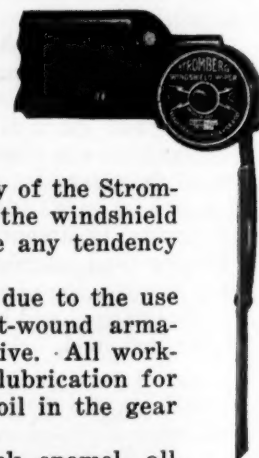 STROMBERG
WINDSHIELD WIPER
y of the Strom-
the windshield
e any tendency
due to the use
t-wound arma-
ive. All work-
lubrication for
oil in the gear